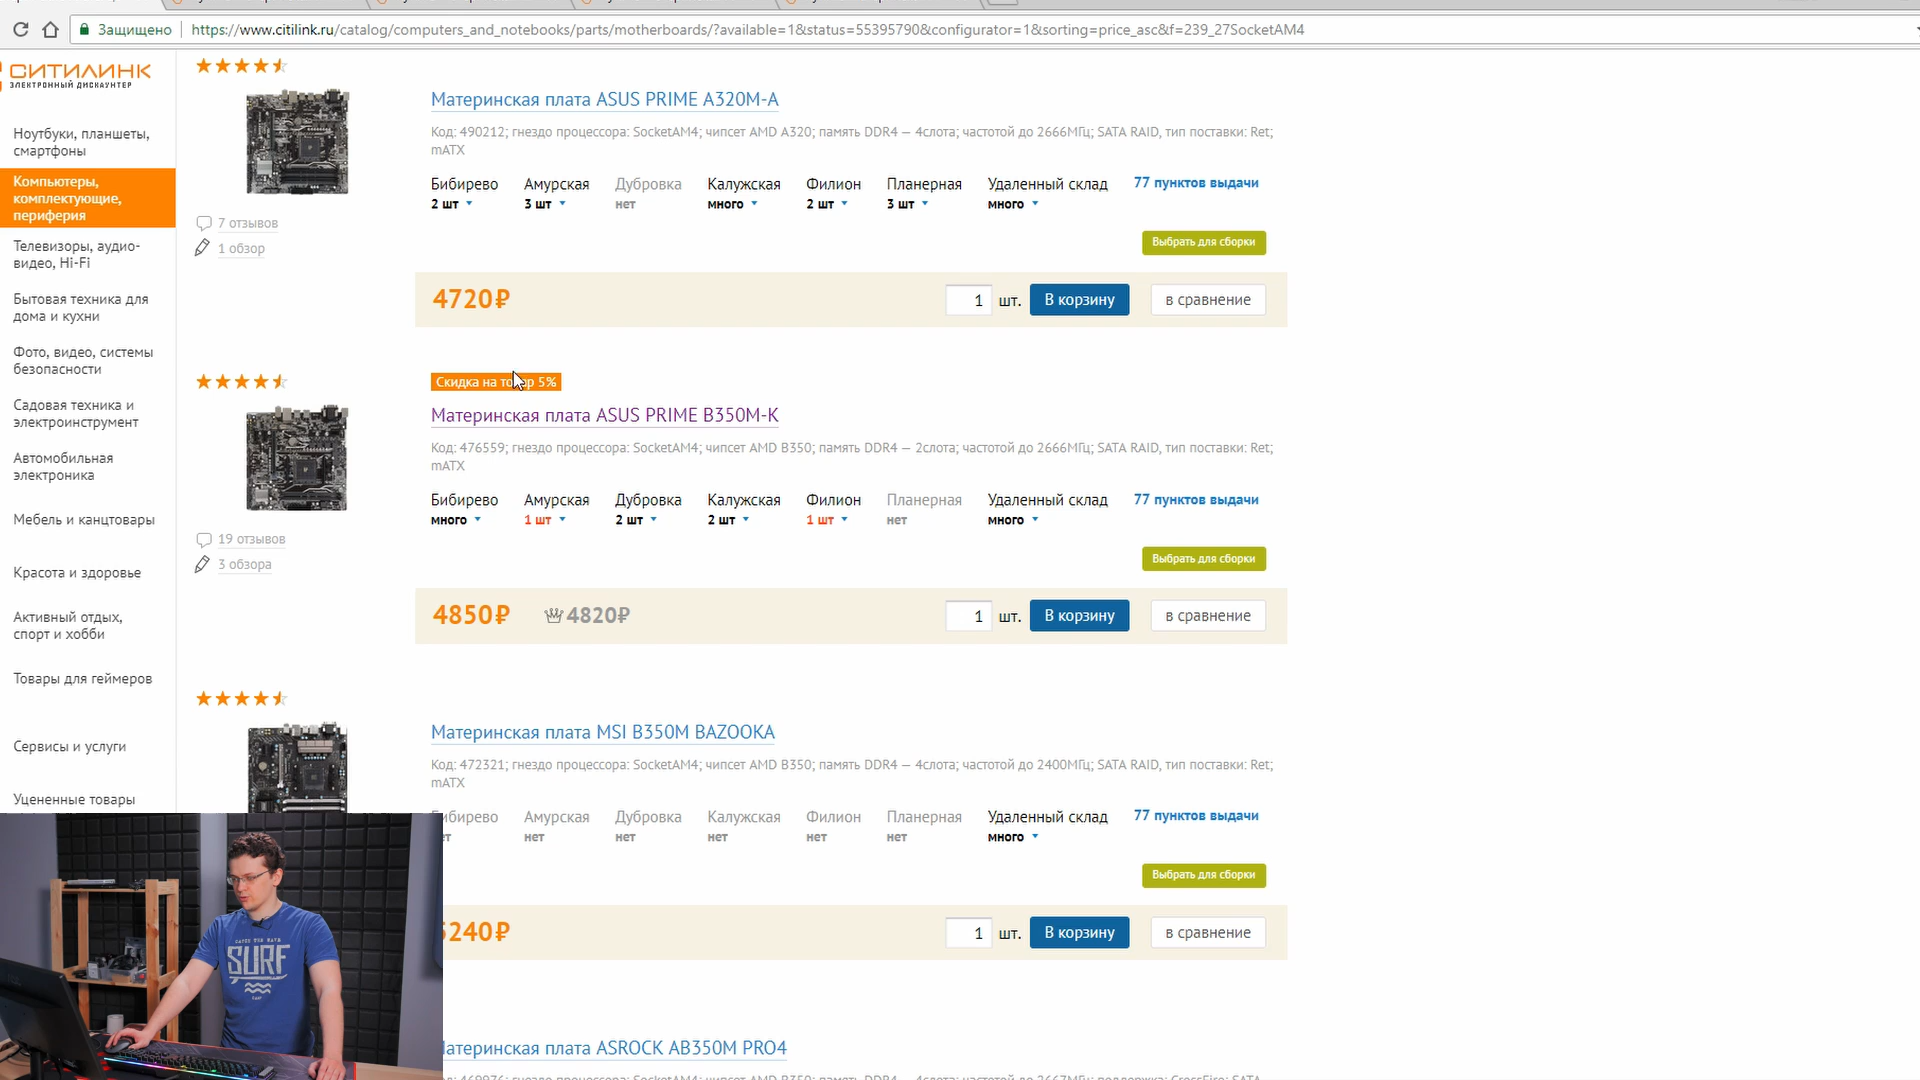 Защищено
https://www.citilink.ru/catalog/computers_and_notebooks/parts/motherboards/?available=1&status=55395790&configurator=1&sorting=price_asc&f=239_27SocketAM4
СИТИЛИНК
ЭЛЕКТРОННЫЙ ДИСКАУНТЕР
Ноутбуки, планшеты,
смартфоны
Компьютеры,
комплектующие,
периферия
Телевизоры, аудио-
видео, Hi-Fi
Бытовая техника для
дома и кухни
Фото, видео, системы
безопасности
Садовая техника и
электроинструмент
Автомобильная
электроника
Мебель и канцтовары
Красота и здоровье
Активный отдых,
спорт и хобби
Товары для геймеров
Сервисы и услуги
Уцененные товары
Материнская плата ASUS PRIME A320M-A
Код: 490212; гнездо процессора: SocketAM4; чипсет AMD A320; память DDR4 — 4слота; частотой до 2666МГц; SATA RAID, тип поставки: Ret;
mATX
Бибирево Амурская Дубровка Калужская Филион Планерная Удаленный склад 77 пунктов выдачи
2 шт 3 шт нет много 2 шт 3 шт много
7 отзывов
1 обзор
Выбрать для сборки
4720₽ 1 шт. В корзину в сравнение
Скидка на то р 5%
Материнская плата ASUS PRIME B350M-K
Код: 476559; гнездо процессора: SocketAM4; чипсет AMD B350; память DDR4 — 2слота; частотой до 2666МГц; SATA RAID, тип поставки: Ret;
mATX
Бибирево Амурская Дубровка Калужская Филион Планерная Удаленный склад 77 пунктов выдачи
много 1 шт 2 шт 2 шт 1 шт нет много
19 отзывов
3 обзора
Выбрать для сборки
4850₽ 4820₽ 1 шт. В корзину в сравнение
Материнская плата MSI B350M BAZOOKA
Код: 472321; гнездо процессора: SocketAM4; чипсет AMD B350; память DDR4 — 4слота; частотой до 2400МГц; SATA RAID, тип поставки: Ret;
mATX
ибирево Амурская Дубровка Калужская Филион Планерная Удаленный склад 77 пунктов выдачи
ет нет нет нет нет нет много
Выбрать для сборки
240₽ 1 шт. В корзину в сравнение
атеринская плата ASROCK AB350M PRO4
SURF